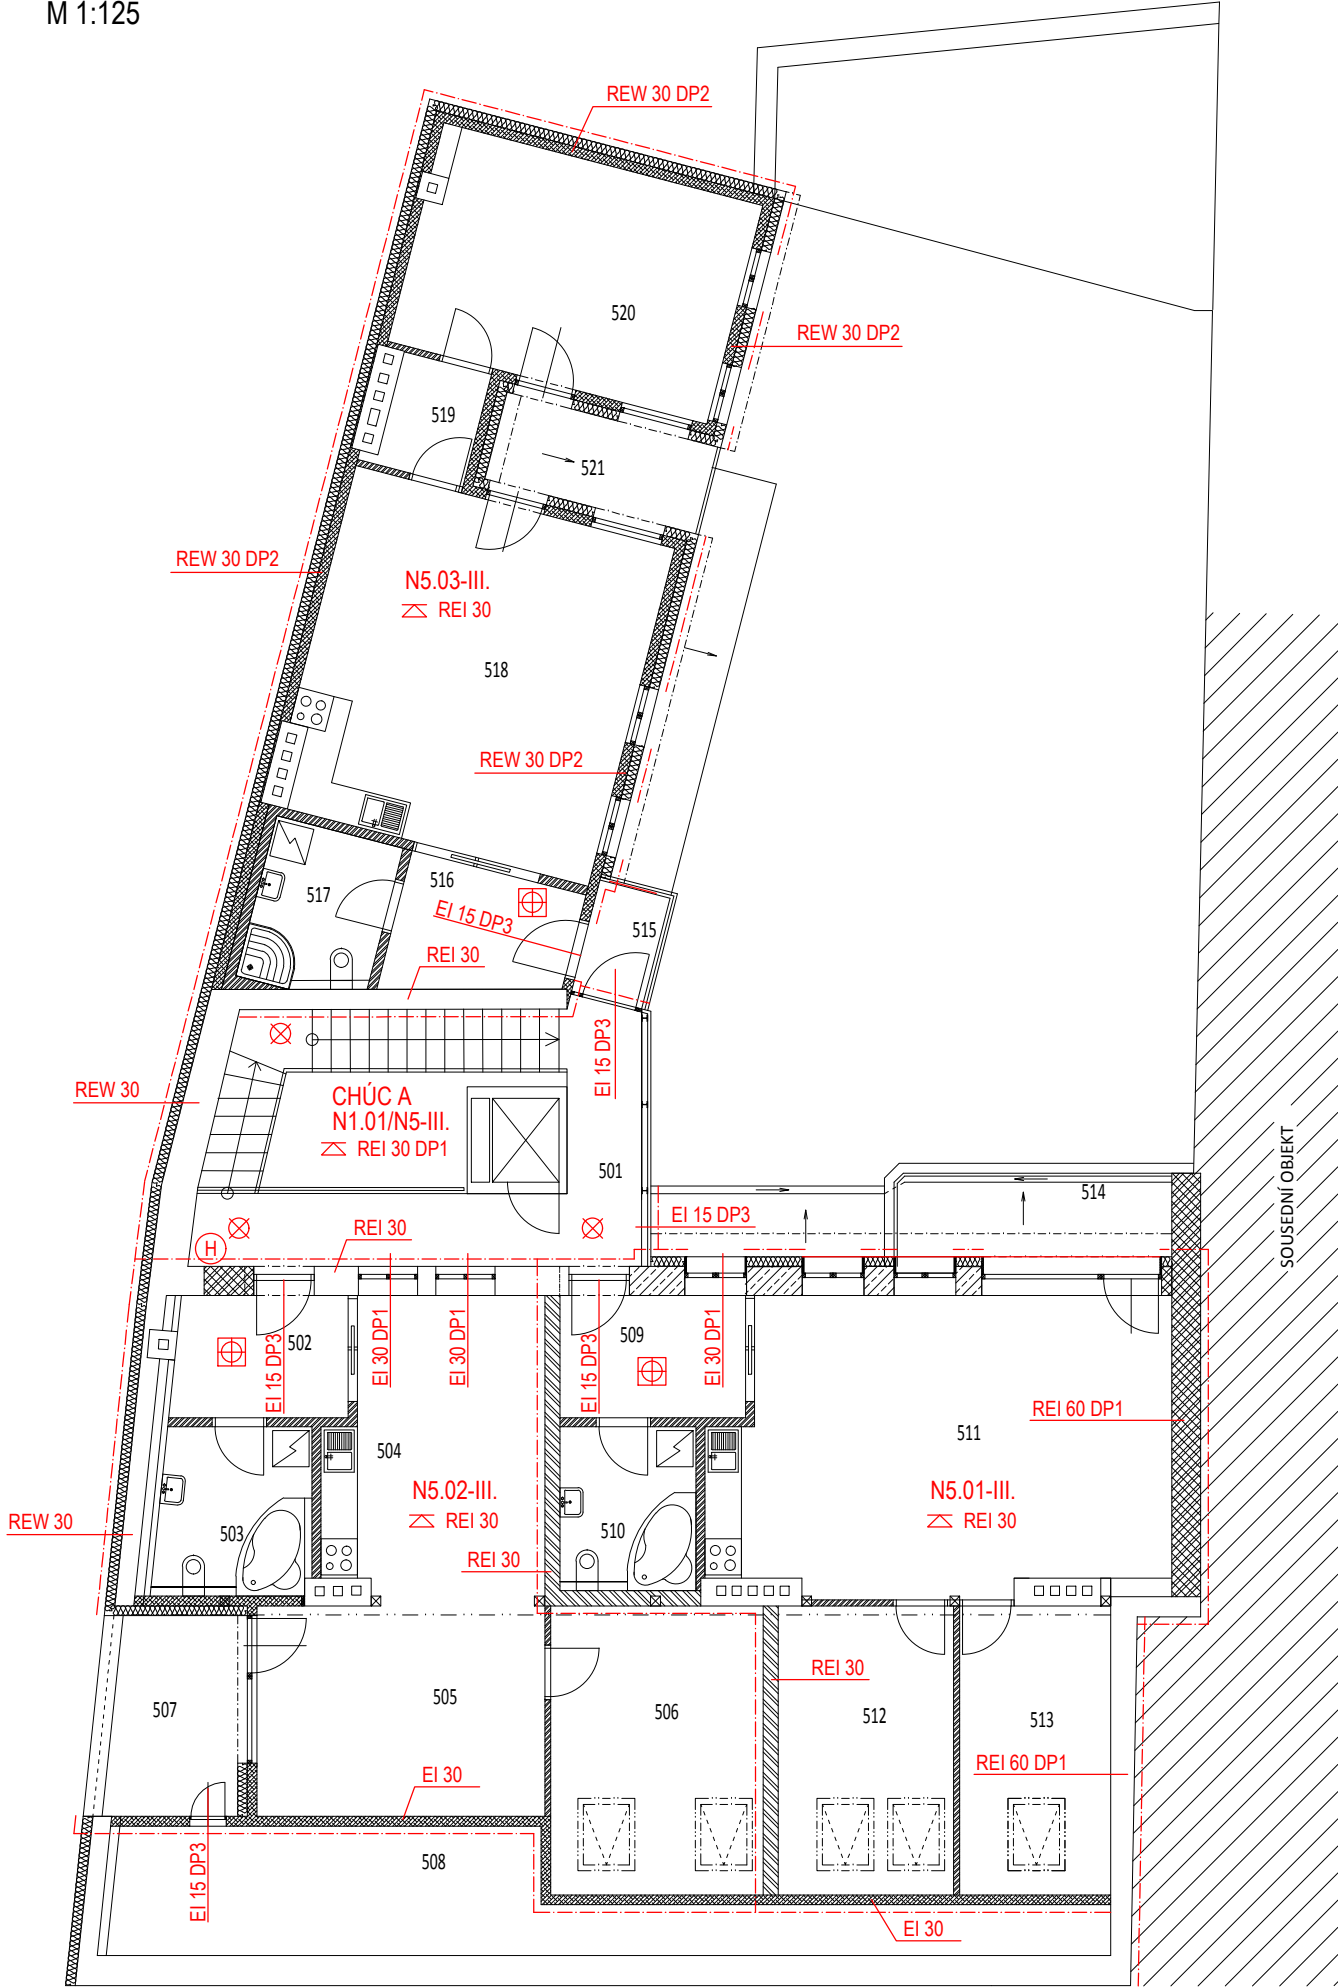 M 1:125
REW 30 DP2
520
REW 30 DP2
519
521
REW 30 DP2
N5.03-III.
REI 30
518
REW 30 DP2
516
517
EI 15 DP3
515
REI 30
EI 15 DP3
REW 30
CHÚC A
N1.01/N5-III.
REI 30 DP1
501
SOUSEDNÍ OBJEKT
514
EI 15 DP3
REI 30
H
502
EI 15 DP3
EI 30 DP1
EI 30 DP1
509
EI 15 DP3
EI 30 DP1
REI 60 DP1
504
511
N5.02-III.
REI 30
N5.01-III.
REI 30
REW 30
503
510
REI 30
REI 30
507
505
506
512
513
REI 60 DP1
EI 30
508
EI 15 DP3
EI 30